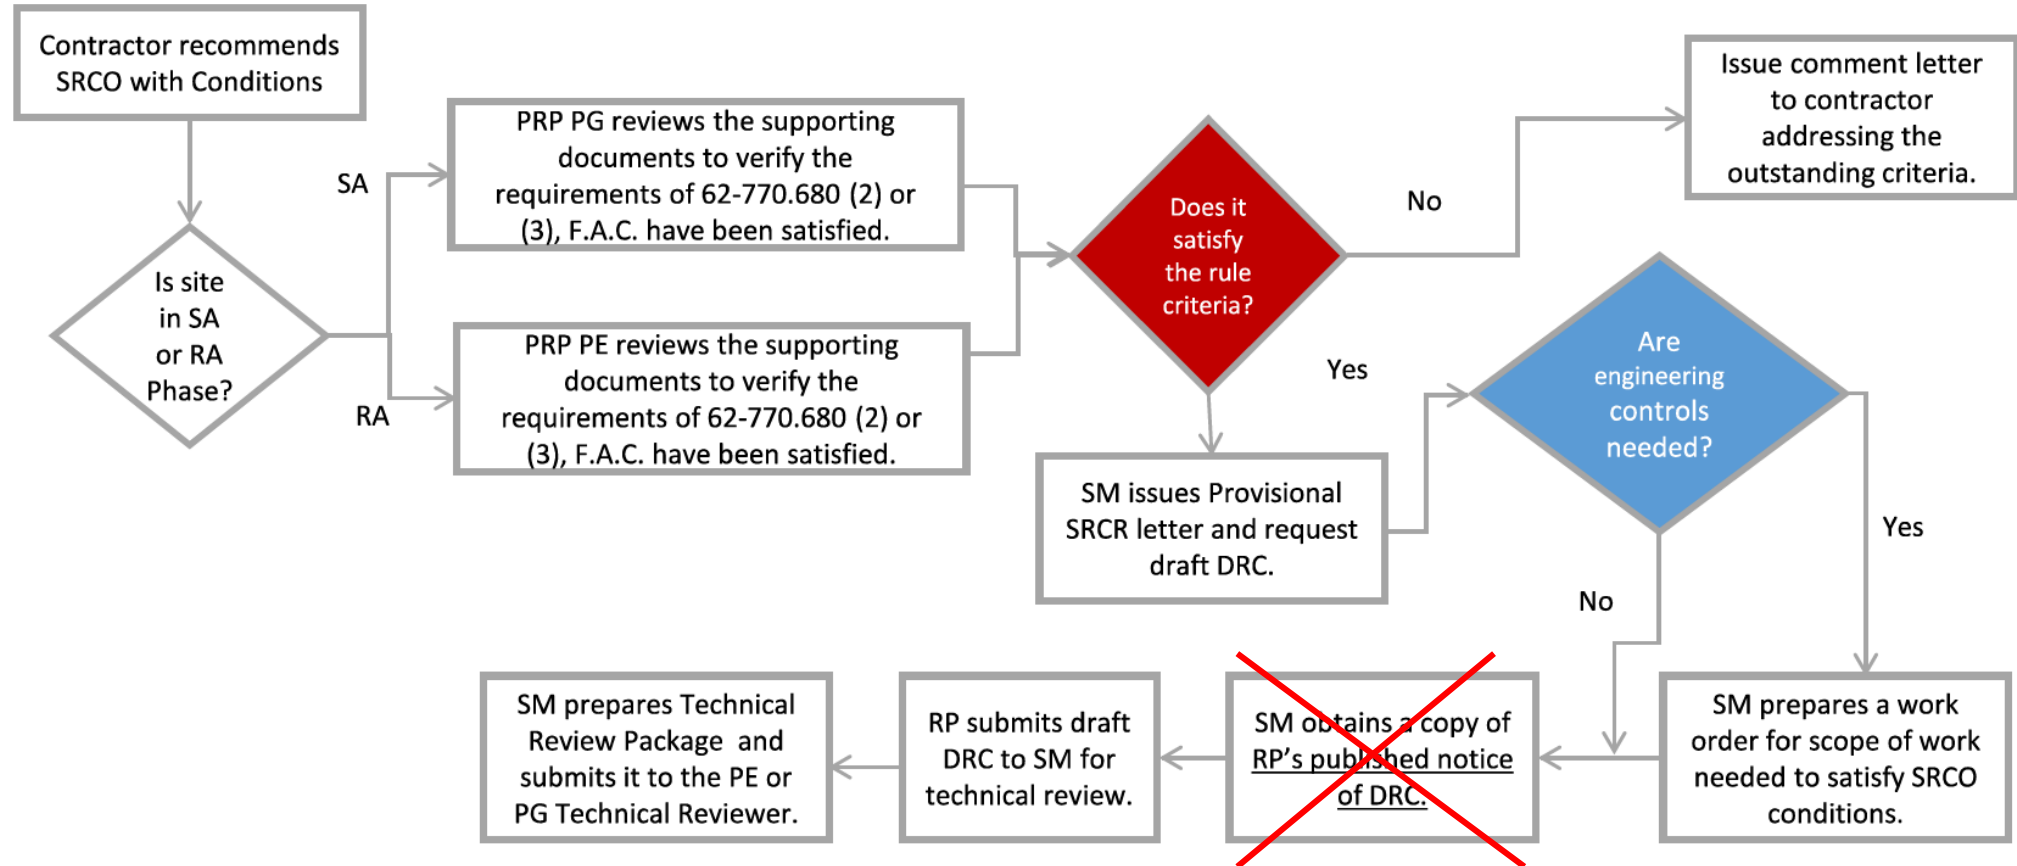 Contractor recommends
SRCO with Conditions
Is site
in SA
or RA
Phase?
SA
RA
PRP PG reviews the supporting
documents to verify the
requirements of 62-770.680 (2) or
(3), F.A.C. have been satisfied.
PRP PE reviews the supporting
documents to verify the
requirements of 62-770.680 (2) or
(3), F.A.C. have been satisfied.
Does it
satisfy
the rule
criteria?
No
Issue comment letter
to contractor
addressing the
outstanding criteria.
Yes
SM issues Provisional
SRCR letter and request
draft DRC.
Are
engineering
controls
needed?
Yes
No
SM prepares a work
order for scope of work
needed to satisfy SRCO
conditions.
SM obtains a copy of
RP's published notice
of DRC.
RP submits draft
DRC to SM for
technical review.
SM prepares Technical
Review Package and
submits it to the PE or
PG Technical Reviewer.